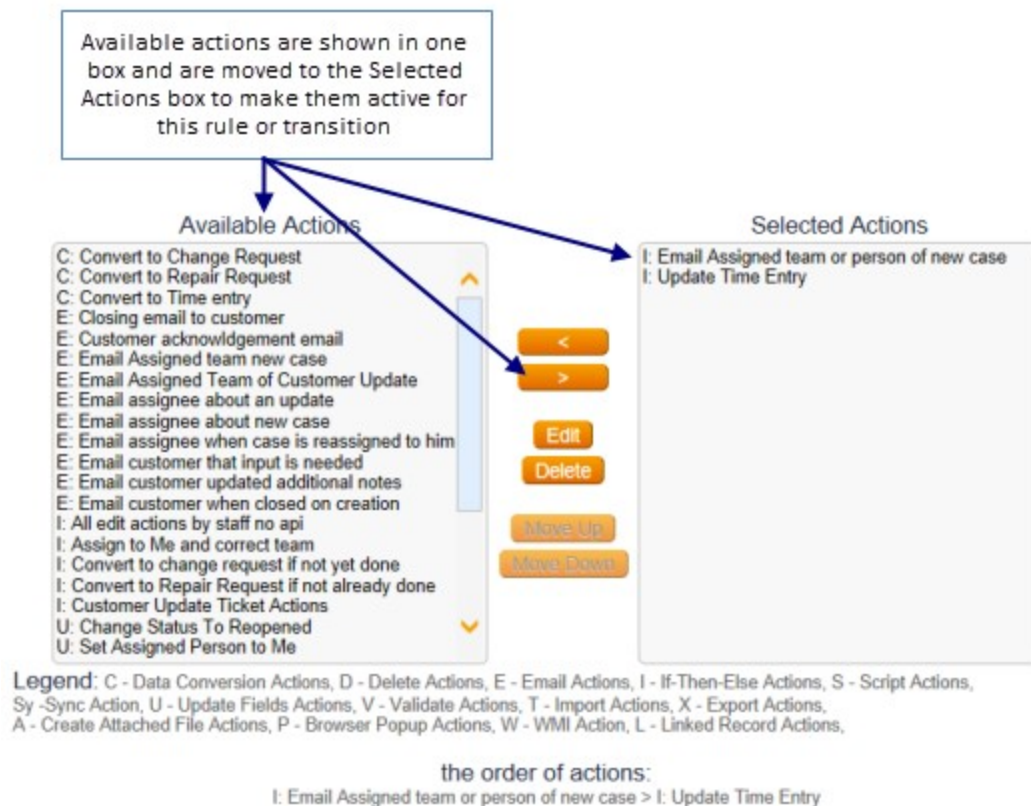 Available actions are shown in one
box and are moved to the Selected
Actions box to make them active for
this rule or transition
Available Actions
C: Convert to Change Request
C: Convert to Repair Request
C: Convert to Time entry
E: Closing email to customer
E: Customer acknowldgement email
E: Email Assigned team new case
E: Email Assigned Team of Customer Update
E: Email assignee about an update
E: Email assignee about new case
E: Email assignee when case is reassigned to him
E: Email customer that input is needed
E: Email customer updated additional notes
E: Email customer when closed on creation
I: All edit actions by staff no api
I: Assign to Me and correct team
I: Convert to change request if not yet done
I: Convert to Repair Request if not already done
I: Customer Update Ticket Actions
U: Change Status To Reopened
U: Set Assigned Person to Me
<
>
Edit
Delete
Move Up
Move Down
Selected Actions
I: Email Assigned team or person of new case
I: Update Time Entry
Legend: C - Data Conversion Actions, D - Delete Actions, E - Email Actions, I - If-Then-Else Actions, S - Script Actions,
Sy -Sync Action, U - Update Fields Actions, V - Validate Actions, T - Import Actions, X - Export Actions,
A - Create Attached File Actions, P - Browser Popup Actions, W - WMI Action, L - Linked Record Actions,
the order of actions:
I: Email Assigned team or person of new case > I: Update Time Entry